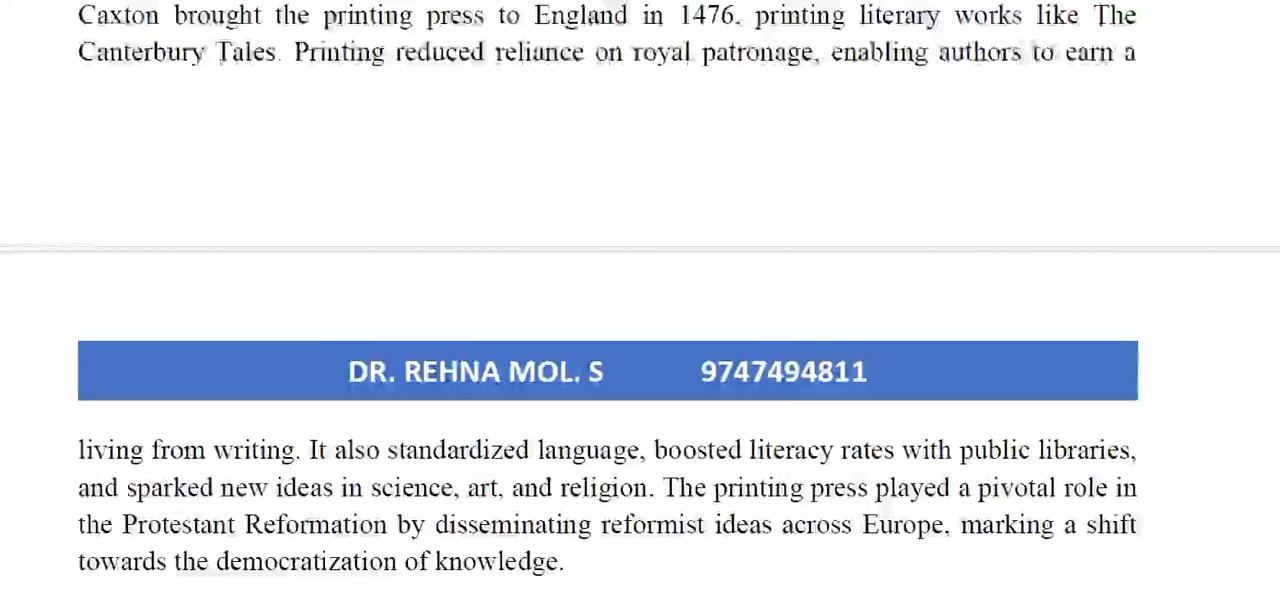 Caxton brought the printing press to England in 1476, printing literary works like The
Canterbury Tales. Printing reduced reliance on royal patronage, enabling authors to earn a
DR. REHNA MOL. S 9747494811
living from writing. It also standardized language, boosted literacy rates with public libraries,
and sparked new ideas in science, art, and religion. The printing press played a pivotal role in
the Protestant Reformation by disseminating reformist ideas across Europe, marking a shift
towards the democratization of knowledge.